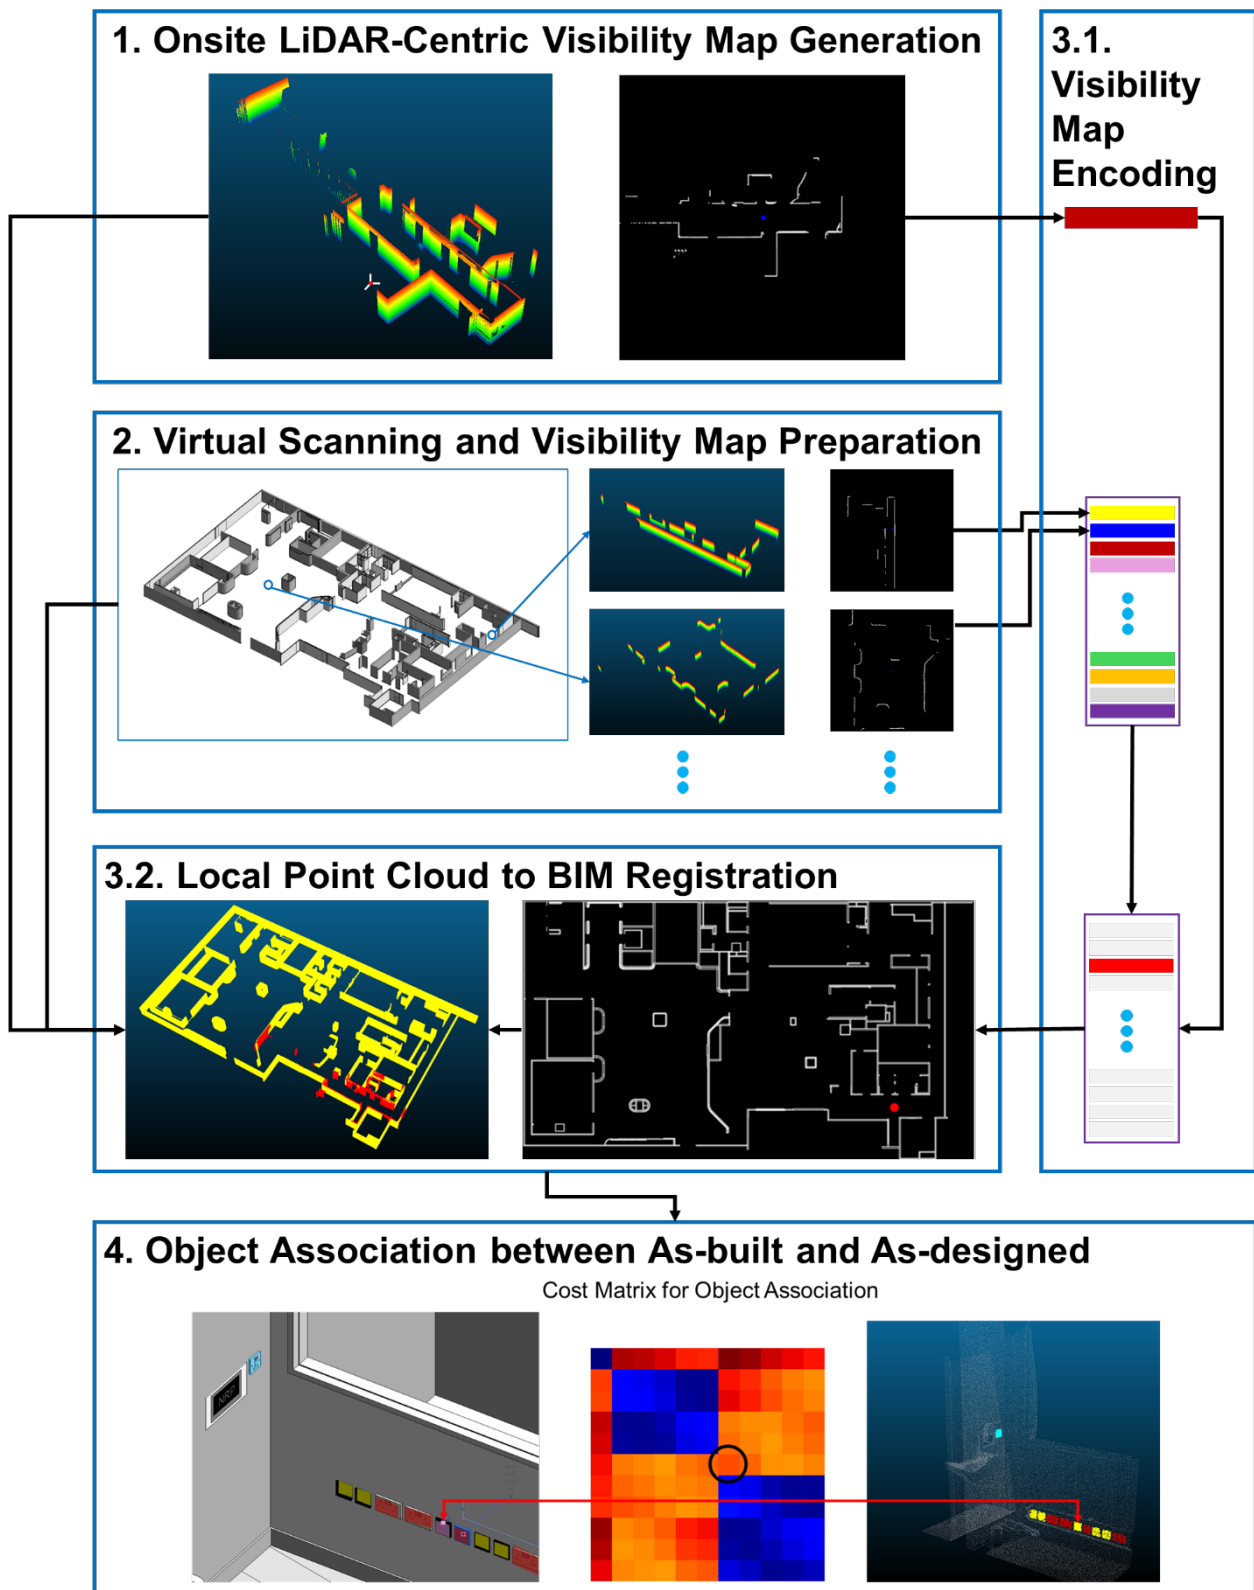 1. Onsite LiDAR-Centric Visibility Map Generation
3.1.
Visibility
Map
Encoding
2. Virtual Scanning and Visibility Map Preparation
3.2. Local Point Cloud to BIM Registration
4. Object Association between As-built and As-designed
Cost Matrix for Object Association
NRP